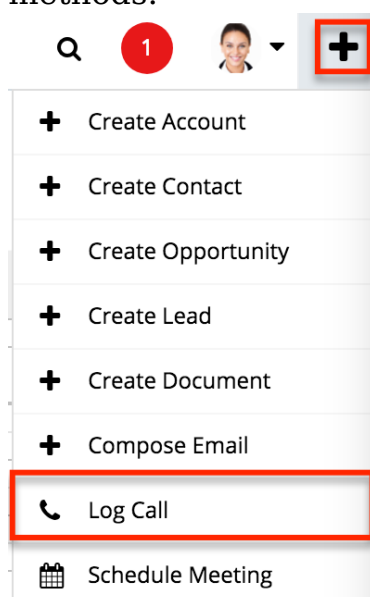 methods:
1
Create Account
Create Contact
Create Opportunity
Create Lead
Create Document
Compose Email
Log Call
Schedule Meeting